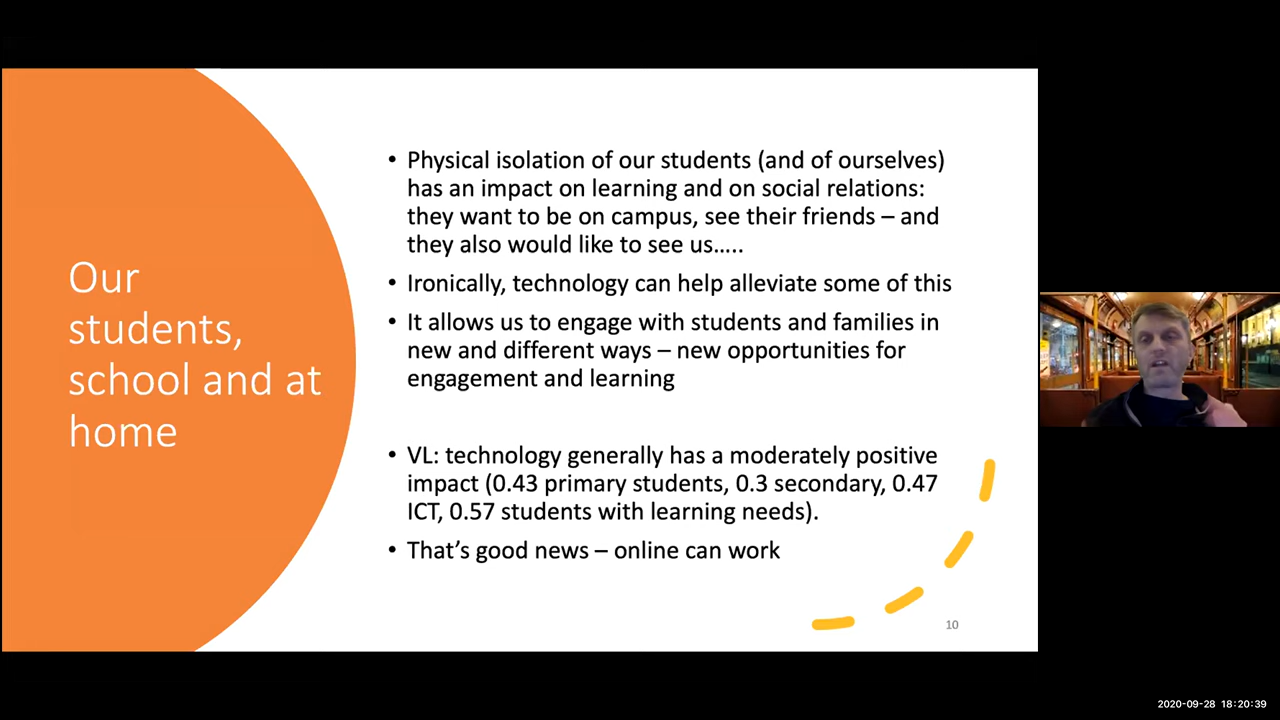 Our
students,
school and at
home
• Physical isolation of our students (and of ourselves)
has an impact on learning and on social relations:
they want to be on campus, see their friends – and
they also would like to see us…..
• Ironically, technology can help alleviate some of this
• It allows us to engage with students and families in
new and different ways – new opportunities for
engagement and learning
• VL: technology generally has a moderately positive
impact (0.43 primary students, 0.3 secondary, 0.47
ICT, 0.57 students with learning needs).
• That’s good news – online can work
10
2020-09-28 18:20:39